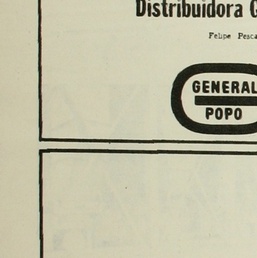 Distribuidora G
Felipe Pesca
GENERAL
POPO